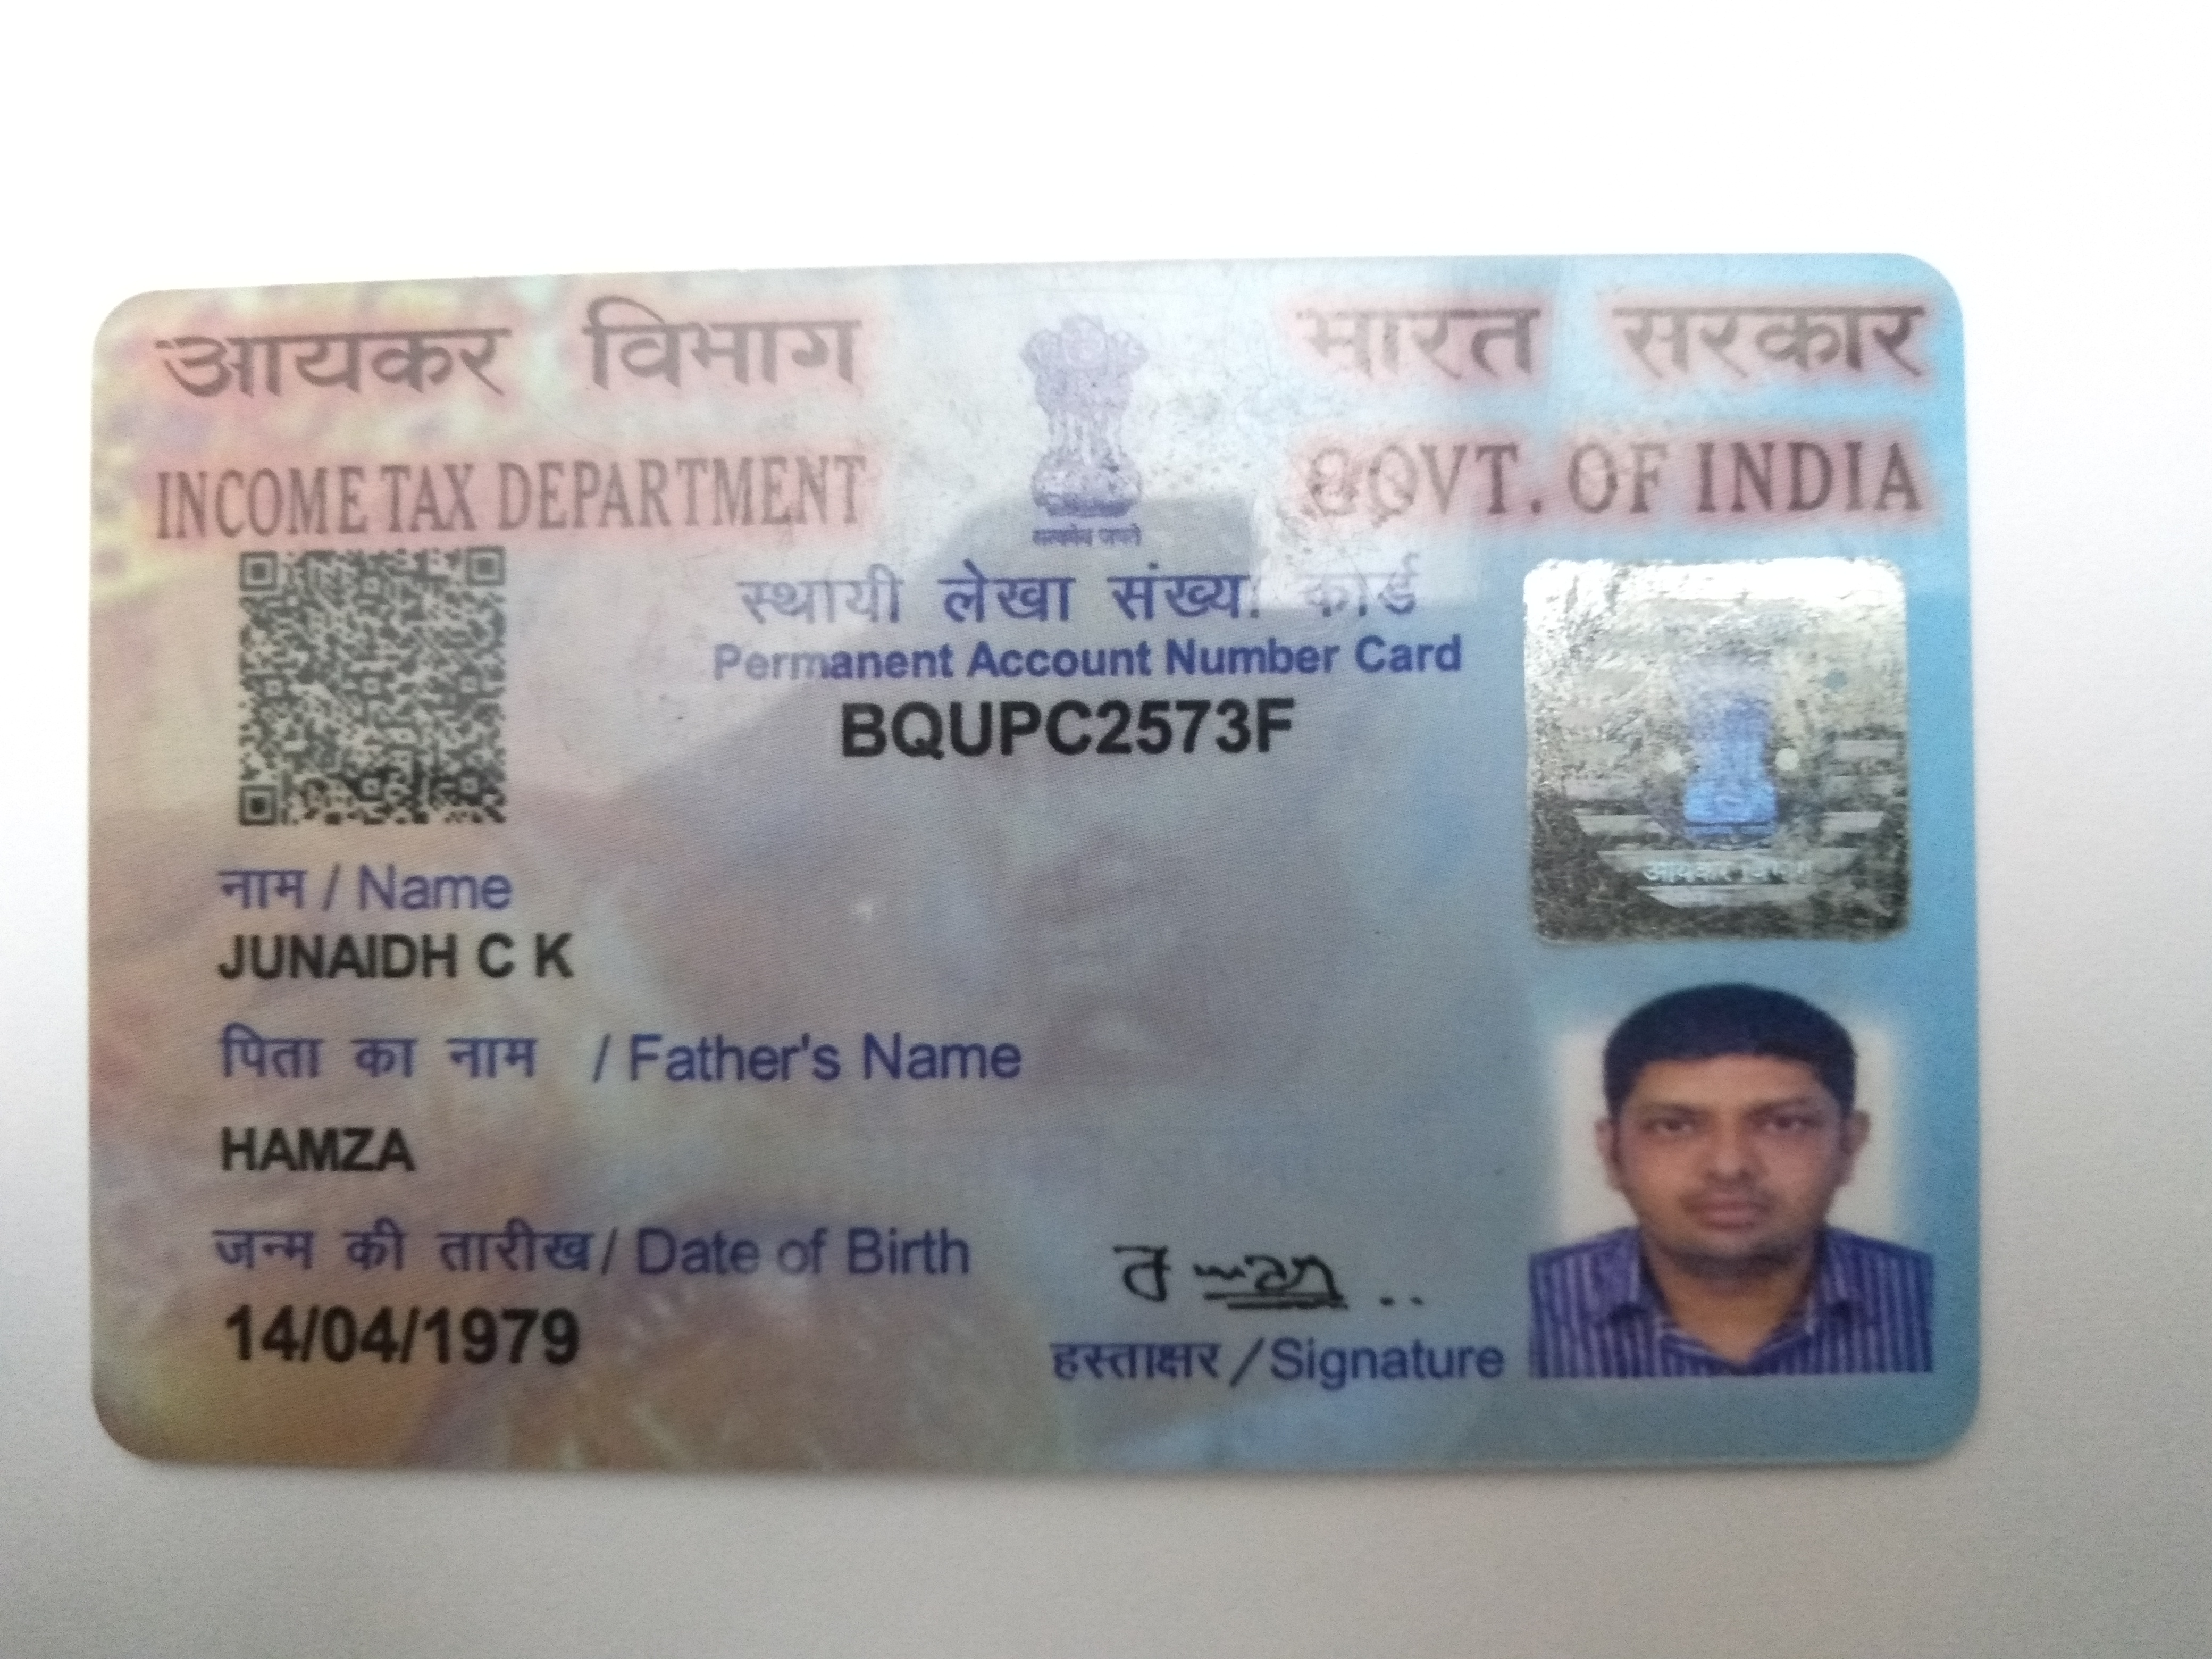 आयकर विभाग
भारत सरकार
INCOME TAX DEPARTMENT
GOVT. OF INDIA
सत्यमेव जयते
स्थायी लेखा संख्या कार्ड
Permanent Account Number Card
BQUPC2573F
आयकर विभाग
नाम / Name
JUNAIDH C K
पिता का नाम / Father's Name
HAMZA
जन्म की तारीख / Date of Birth
14/04/1979
हस्ताक्षर / Signature